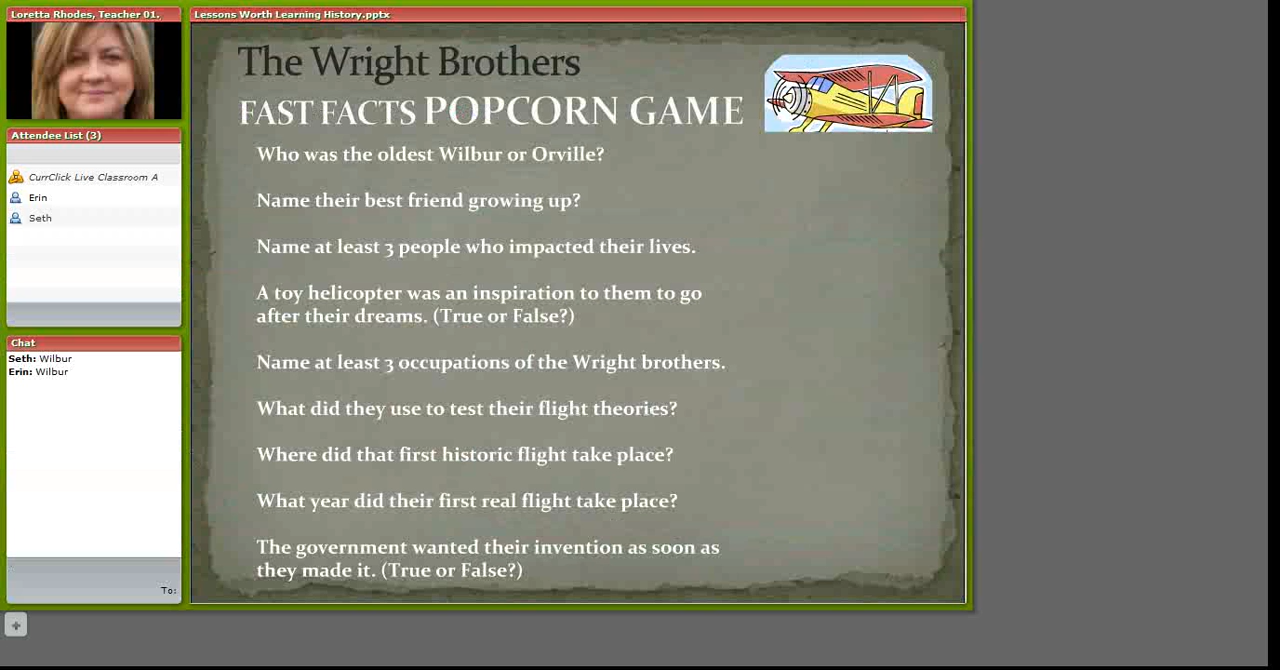 Loretta Rhodes, Teacher 01,
Attendee List (3)
CurrClick Live Classroom A
Erin
Seth
Chat
Seth: Wilbur
Erin: Wilbur
To:
Lessons Worth Learning History.pptx
The Wright Brothers
FAST FACTS POPCORN GAME
Who was the oldest Wilbur or Orville?
Name their best friend growing up?
Name at least 3 people who impacted their lives.
A toy helicopter was an inspiration to them to go
after their dreams. (True or False?)
Name at least 3 occupations of the Wright brothers.
What did they use to test their flight theories?
Where did that first historic flight take place?
What year did their first real flight take place?
The government wanted their invention as soon as
they made it. (True or False?)